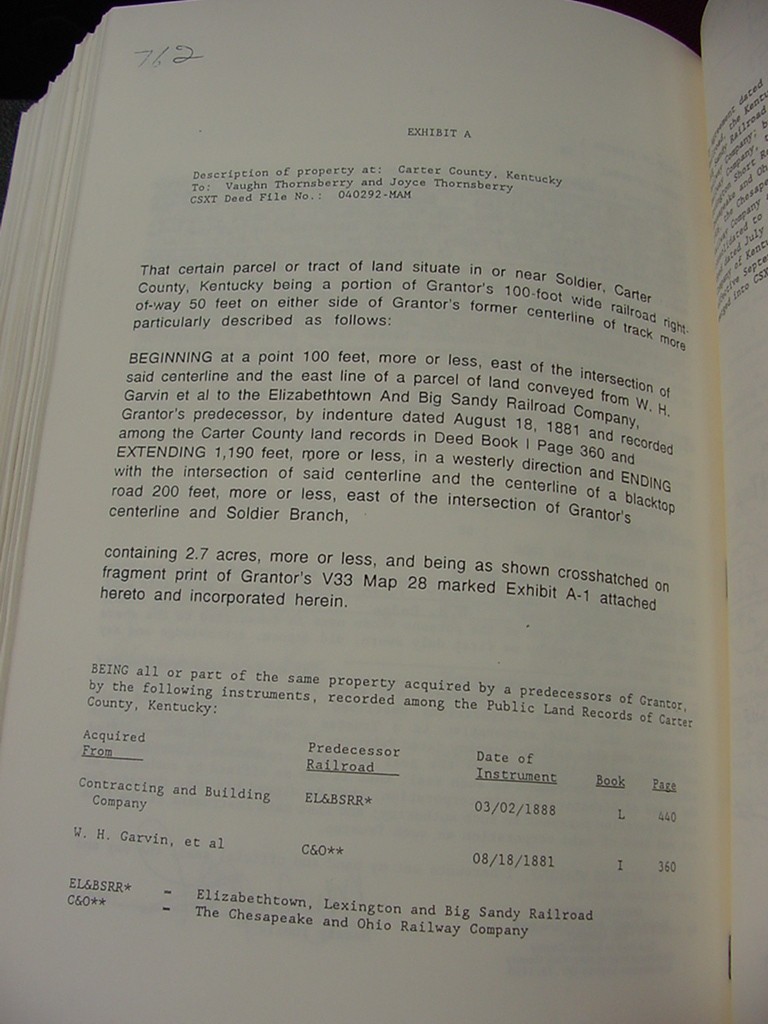 762
EXHIBIT A
Description of property at: Carter County, Kentucky
To: Vaughn Thornsberry and Joyce Thornsberry
CSXT Deed File No.: 040292-MAM
That certain parcel or tract of land situate in or near Soldier, Carter
County, Kentucky being a portion of Grantor's 100-foot wide railroad right-
of-way 50 feet on either side of Grantor's former centerline of track more
particularly described as follows:
BEGINNING at a point 100 feet, more or less, east of the intersection of
said centerline and the east line of a parcel of land conveyed from W. H.
Garvin et al to the Elizabethtown And Big Sandy Railroad Company,
Grantor's predecessor, by indenture dated August 18, 1881 and recorded
among the Carter County land records in Deed Book I Page 360 and
EXTENDING 1,190 feet, more or less, in a westerly direction and ENDING
with the intersection of said centerline and the centerline of a blacktop
road 200 feet, more or less, east of the intersection of Grantor's
centerline and Soldier Branch,
containing 2.7 acres, more or less, and being as shown crosshatched on
fragment print of Grantor's V33 Map 28 marked Exhibit A-1 attached
hereto and incorporated herein.
BEING all or part of the same property acquired by a predecessors of Grantor,
by the following instruments, recorded among the Public Land Records of Carter
County, Kentucky:
Acquired From Predecessor Railroad Date of Instrument Book Page
Contracting and Building Company EL&BSRR* 03/02/1888 L 440
W. H. Garvin, et al C&O** 08/18/1881 I 360
EL&BSRR* - Elizabethtown, Lexington and Big Sandy Railroad
C&O** - The Chesapeake and Ohio Railway Company